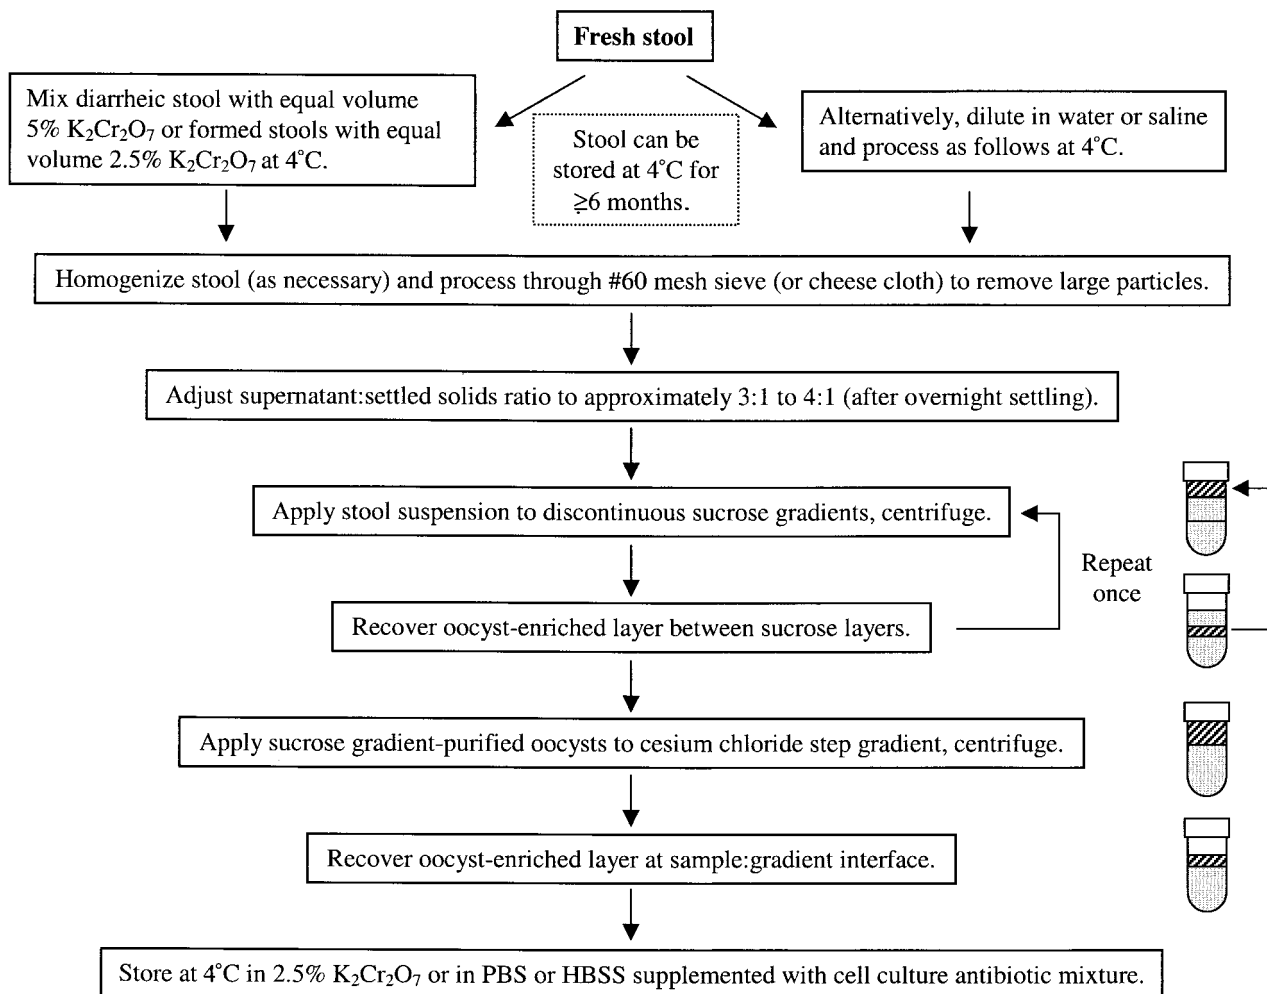 Fresh stool
Mix diarrheic stool with equal volume
5% K₂Cr₂O₇ or formed stools with equal
volume 2.5% K₂Cr₂O₇ at 4°C.
Stool can be
stored at 4°C for
≥6 months.
Alternatively, dilute in water or saline
and process as follows at 4°C.
Homogenize stool (as necessary) and process through #60 mesh sieve (or cheese cloth) to remove large particles.
Adjust supernatant:settled solids ratio to approximately 3:1 to 4:1 (after overnight settling).
Apply stool suspension to discontinuous sucrose gradients, centrifuge.
Repeat
once
Recover oocyst-enriched layer between sucrose layers.
Apply sucrose gradient-purified oocysts to cesium chloride step gradient, centrifuge.
Recover oocyst-enriched layer at sample:gradient interface.
Store at 4°C in 2.5% K₂Cr₂O₇ or in PBS or HBSS supplemented with cell culture antibiotic mixture.